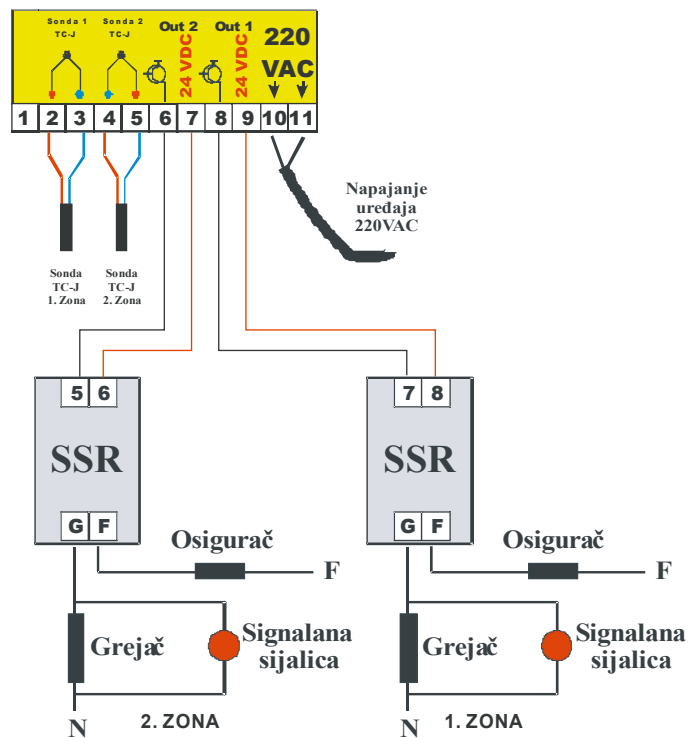 Sonda 1 Sonda 2 Out 2 Out 1 220
TC-J TC-J 24 VDC 24 VDC VAC
1 2 3 4 5 6 7 8 9 10 11
Napajanje
uređaja
220VAC
Sonda
TC-J
1. Zona
Sonda
TC-J
2. Zona
5 6
SSR
G F
Osigurač
F
Grejač
Signalana
sijalica
N
2. ZONA
7 8
SSR
G F
Osigurač
F
Grejač
Signalana
sijalica
N
1. ZONA